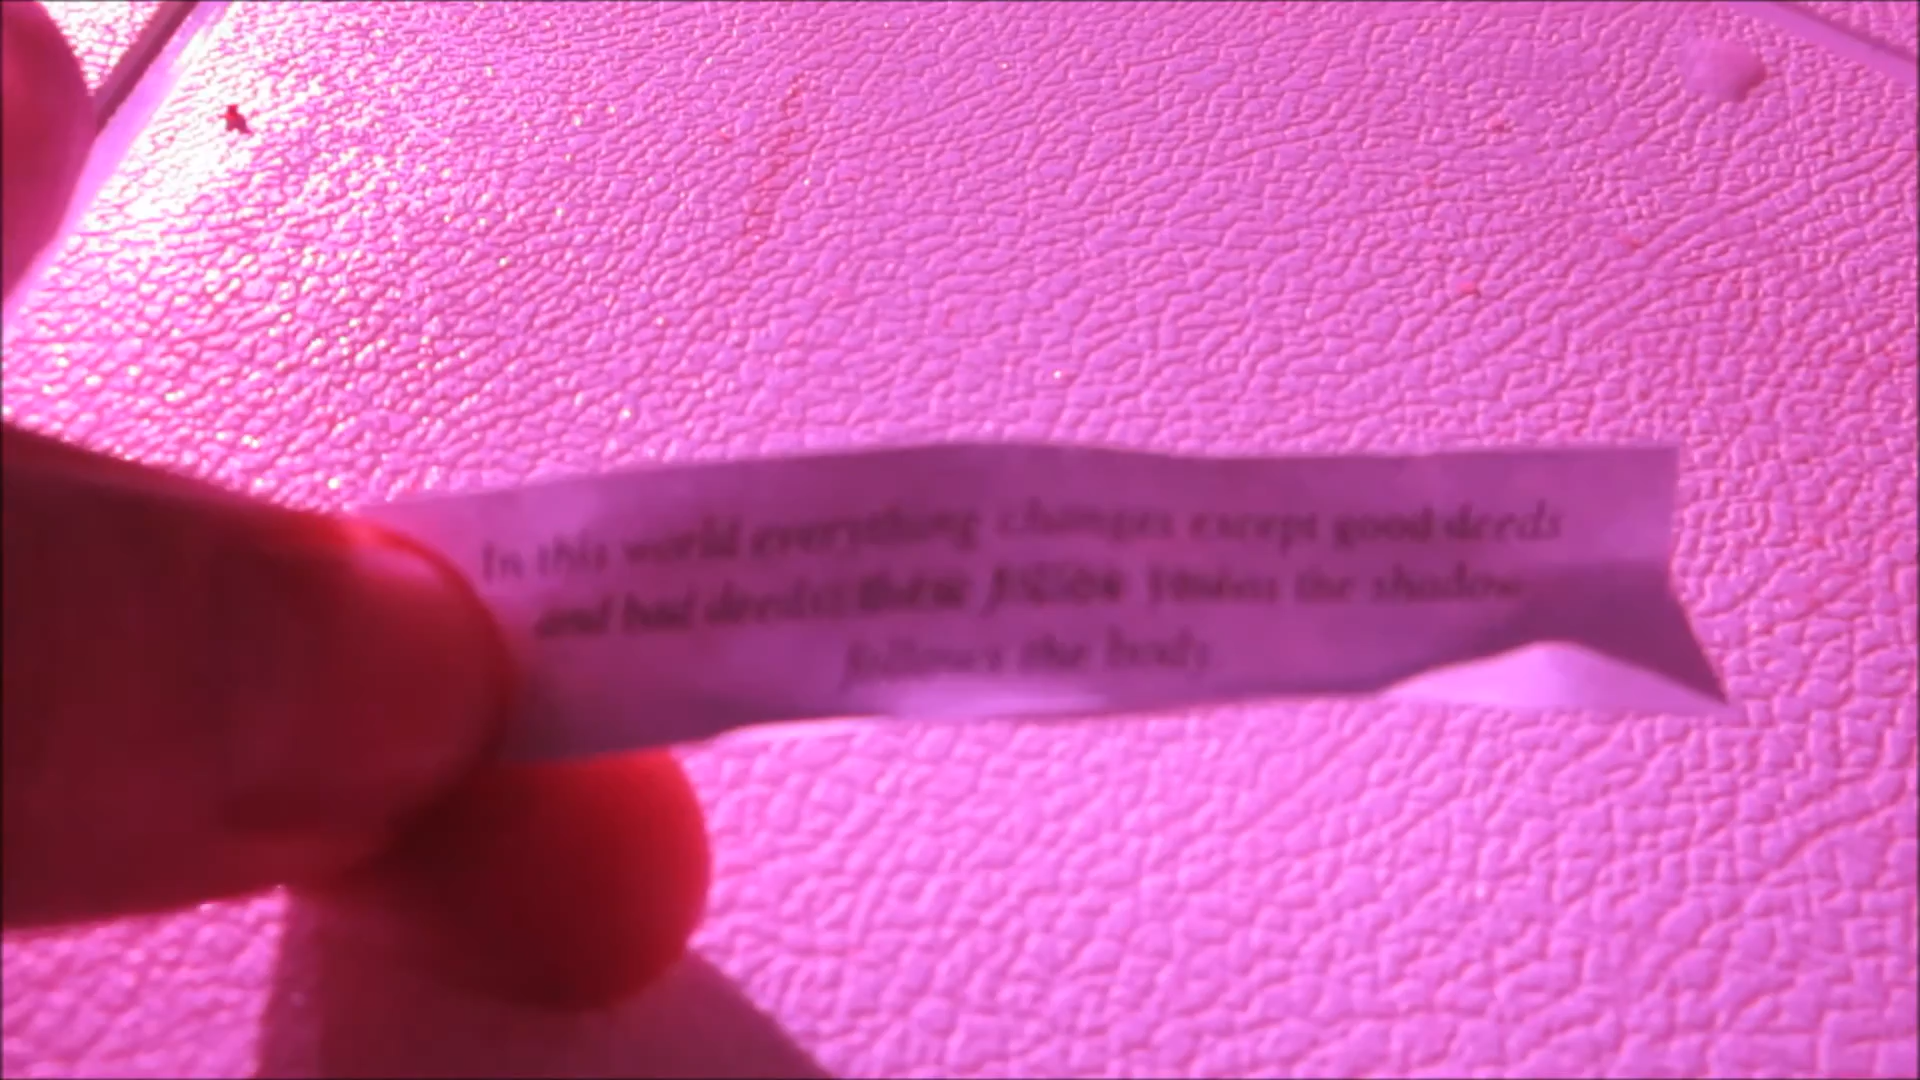 In this world everything changes except good deeds
and bad deeds; these follow you as the shadow
follows the body.